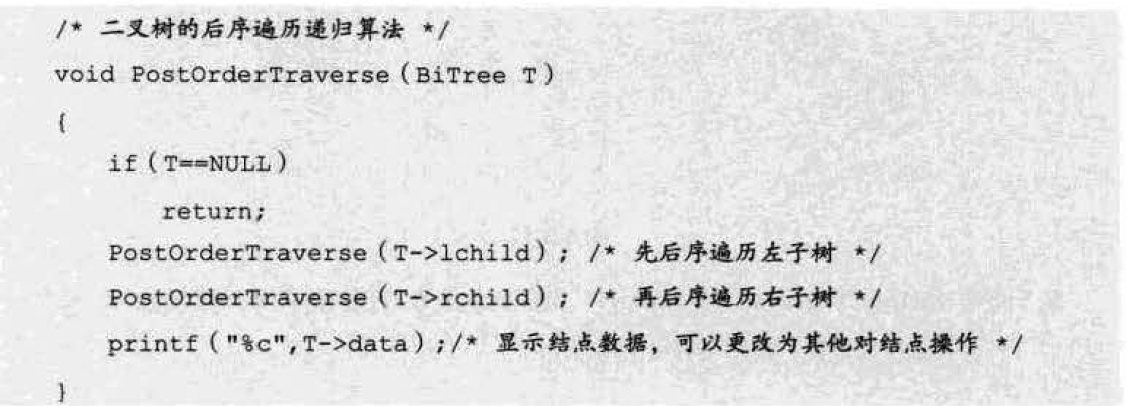 /* 二叉树的后序遍历递归算法 */
void PostOrderTraverse(BiTree T)
{
if(T==NULL)
return;
PostOrderTraverse(T->lchild); /* 先后序遍历左子树 */
PostOrderTraverse(T->rchild); /* 再后序遍历右子树 */
printf("%c",T->data);/* 显示结点数据，可以更改为其他对结点操作 */
}